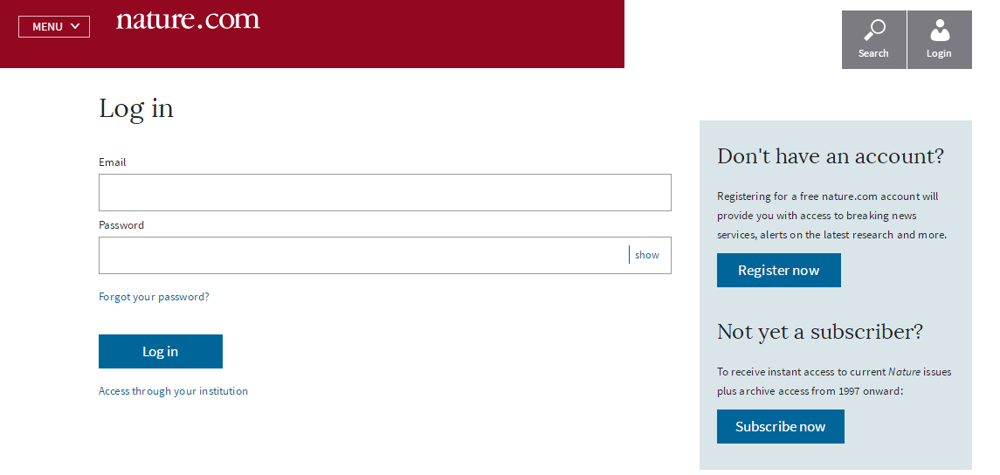 MENU
nature.com
Search
Login
Log in
Email
Password
show
Forgot your password?
Log in
Access through your institution
Don't have an account?
Registering for a free nature.com account will
provide you with access to breaking news
services, alerts on the latest research and more.
Register now
Not yet a subscriber?
To receive instant access to current Nature issues
plus archive access from 1997 onward:
Subscribe now